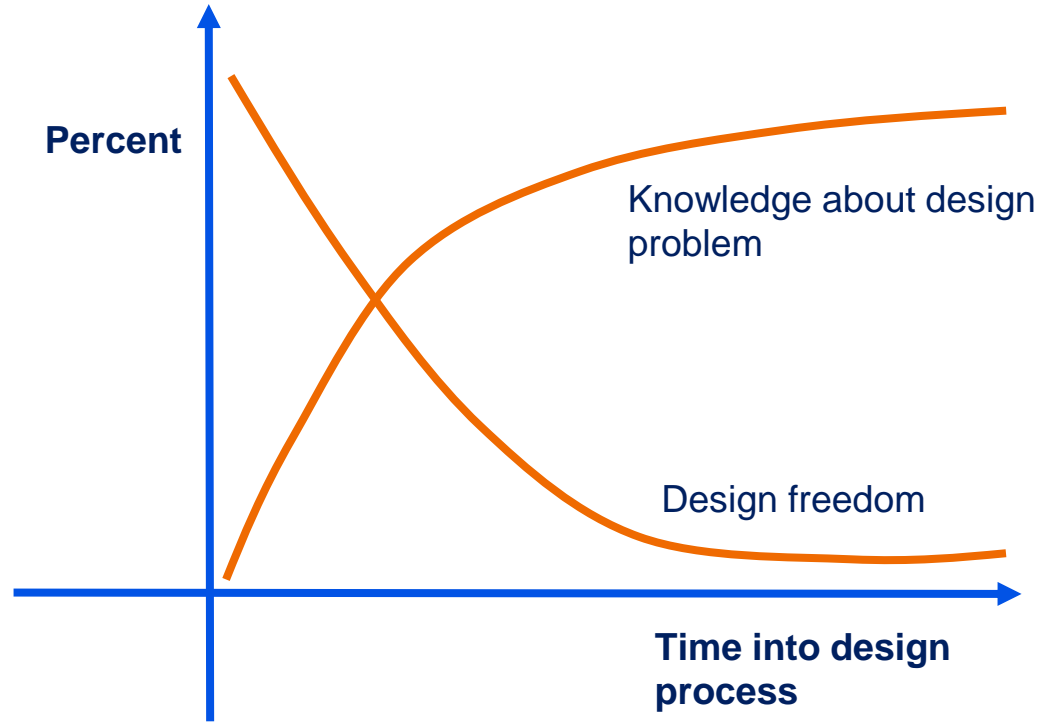 Percent
Knowledge about design
problem
Design freedom
Time into design
process